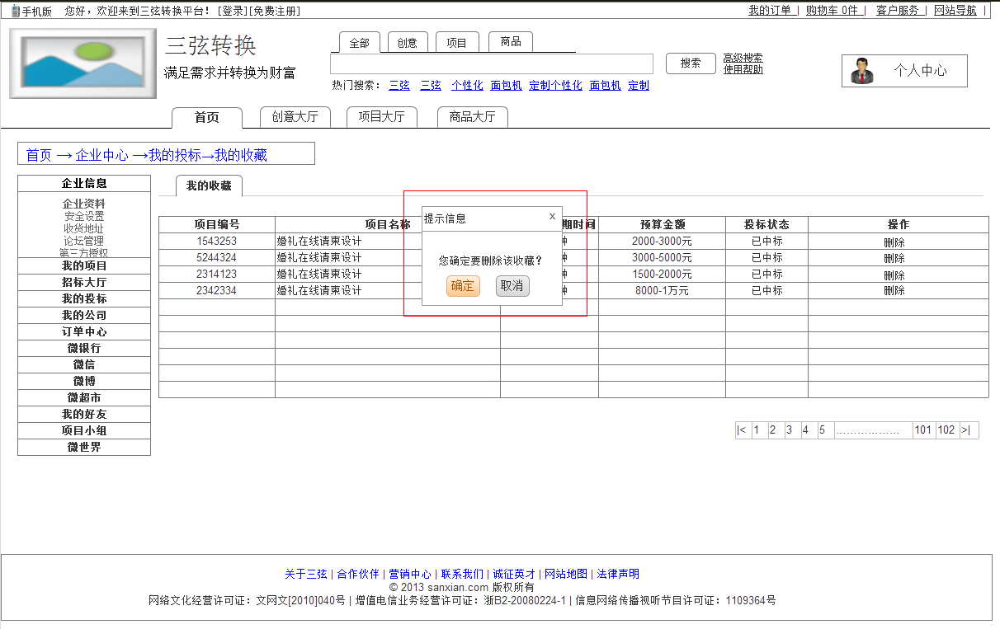 手机版 您好，欢迎来到三弦转换平台！ [登录][免费注册] 我的订单 | 购物车 0件 | 客户服务 | 网站导航 |
三弦转换
满足需求并转换为财富
全部 创意 项目 商品
搜索 高级搜索
使用帮助
个人中心
热门搜索： 三弦 三弦 个性化 面包机 定制个性化 面包机 定制
首页 创意大厅 项目大厅 商品大厅
首页 → 企业中心 →我的投标→我的收藏
企业信息
企业资料
安全设置
收货地址
论坛管理
第三方授权
我的项目
招标大厅
我的投标
我的公司
订单中心
微银行
微信
微博
微超市
我的好友
项目小组
微世界
我的收藏
项目编号 项目名称 期时间 预算金额 投标状态 操作
1543253 婚礼在线请柬设计 钟 2000-3000元 已中标 删除
5244324 婚礼在线请柬设计 钟 3000-5000元 已中标 删除
2314123 婚礼在线请柬设计 钟 1500-2000元 已中标 删除
2342334 婚礼在线请柬设计 钟 8000-1万元 已中标 删除
提示信息 x
您确定要删除该收藏？
确定 取消
|< 1 2 3 4 5 ……………… 101 102 >|
关于三弦 | 合作伙伴 | 营销中心 | 联系我们 | 诚征英才 | 网站地图 | 法律声明
© 2013 sanxian.com 版权所有
网络文化经营许可证：文网文[2010]040号 | 增值电信业务经营许可证：浙B2-20080224-1 | 信息网络传播视听节目许可证：1109364号